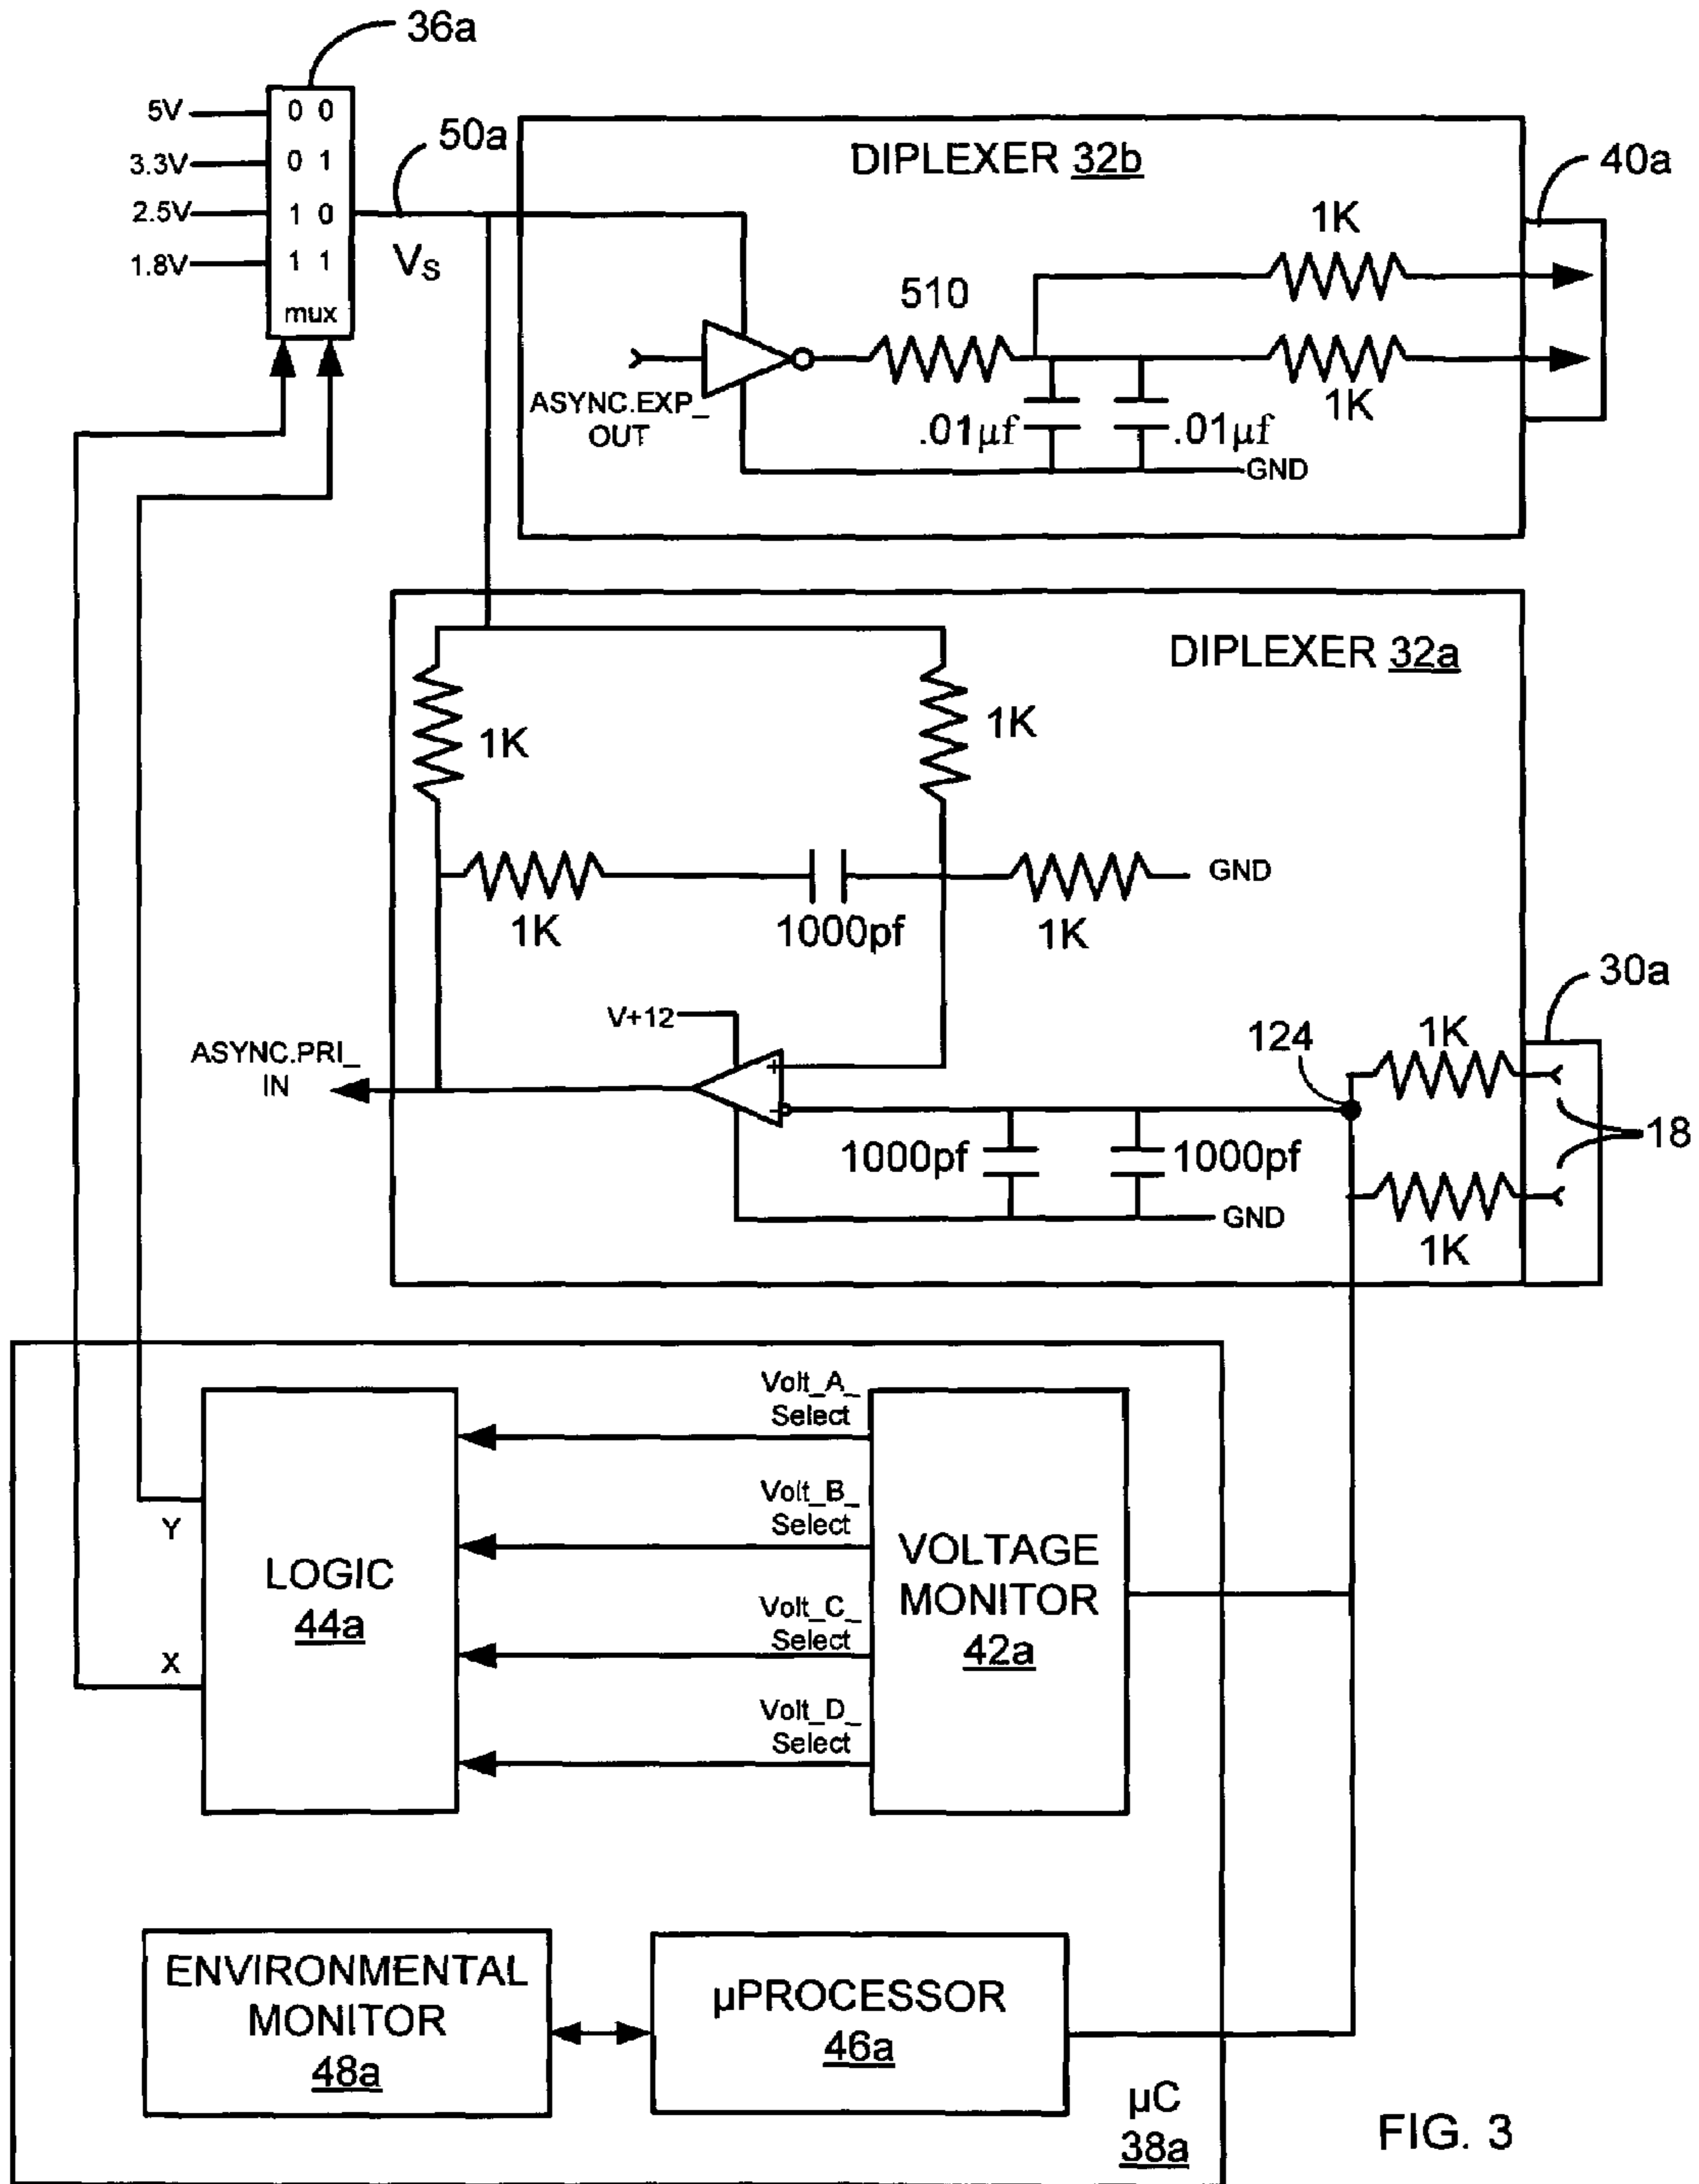 36a
5V
0 0
3.3V
0 1
2.5V
1 0
1.8V
1 1
mux
50a
VS
DIPLEXER 32b
40a
1K
510
1K
ASYNC.EXP_
OUT
.01µf
.01µf
GND
DIPLEXER 32a
1K
1K
1K
1000pf
1K
GND
V+12
ASYNC.PRI_
IN
+
-
1000pf
1000pf
GND
124
1K
1K
30a
18
Volt_A_
Select
Volt_B_
Select
Volt_C_
Select
Volt_D_
Select
Y
X
LOGIC
44a
VOLTAGE
MONITOR
42a
ENVIRONMENTAL
MONITOR
48a
µPROCESSOR
46a
µC
38a
FIG. 3